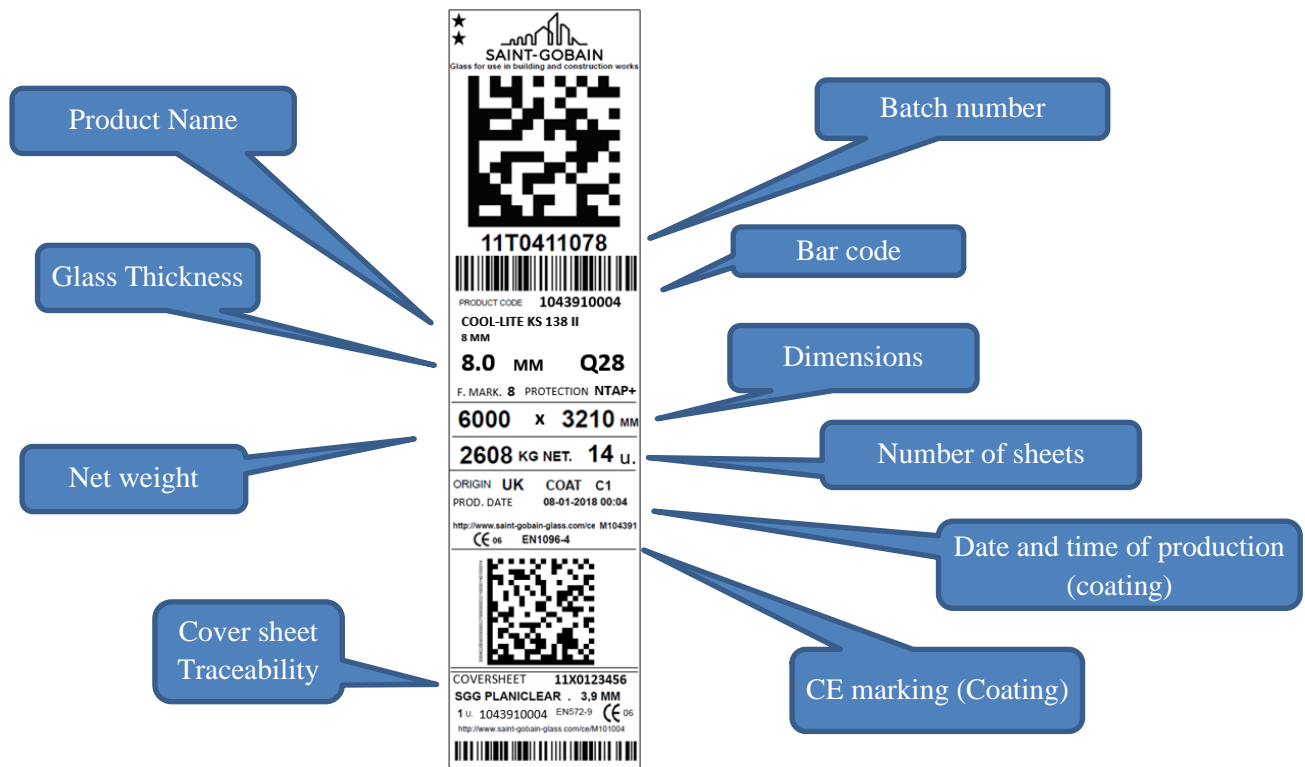 SAINT-GOBAIN
Glass for use in building and construction works
11T0411078
PRODUCT CODE 1043910004
COOL-LITE KS 138 II
8 MM
8.0 MM Q28
F. MARK. 8 PROTECTION NTAP+
6000 x 3210 MM
2608 KG NET. 14 u.
ORIGIN UK COAT C1
PROD. DATE 08-01-2018 00:04
http://www.saint-gobain-glass.com/ce M104391
CE 06 EN1096-4
COVERSHEET 11X0123456
SGG PLANICLEAR . 3,9 MM
1 U. 1043910004 EN572-9 CE 06
http://www.saint-gobain-glass.com/ce/M101004
Product Name
Glass Thickness
Net weight
Cover sheet
Traceability
Batch number
Bar code
Dimensions
Number of sheets
Date and time of production
(coating)
CE marking (Coating)